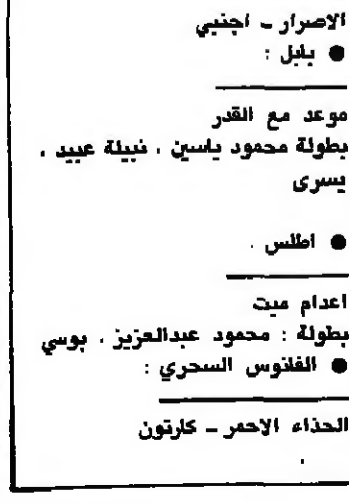 الاصرار - اجنبي
● بابل :
موعد مع القدر
بطولة محمود ياسين ، نبيلة عبيد ،
يسرى
● اطلس .
اعدام ميت
بطولة : محمود عبدالعزيز ، بوسي
● الفانوس السحري :
الحذاء الاحمر - كارتون
.